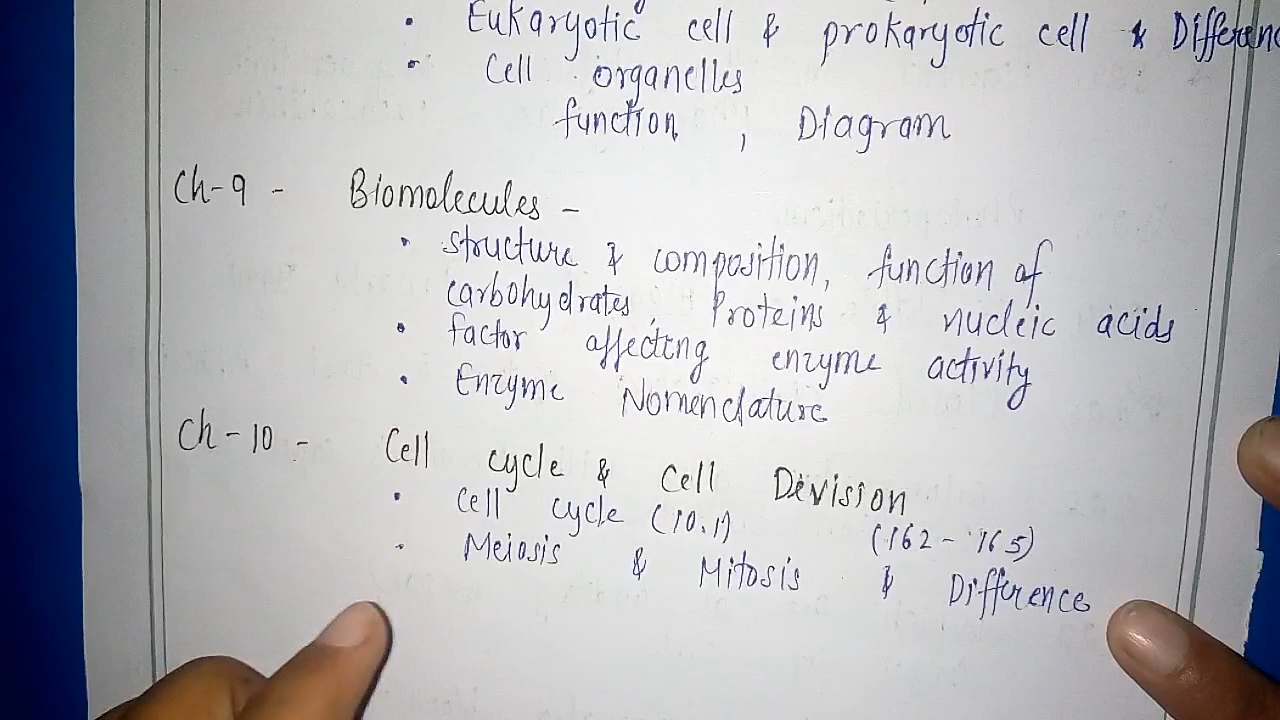 • Eukaryotic cell & prokaryotic cell & Differenc
• Cell organelles
function, Diagram
Ch-9 - Biomolecules -
• structure & composition, function of
carbohydrates, Proteins & nucleic acids
• factor affecting enzyme activity
• Enzyme Nomenclature
Ch-10 - Cell cycle & Cell Devision
• Cell cycle (10.1) (162-165)
• Meiosis & Mitosis & Difference